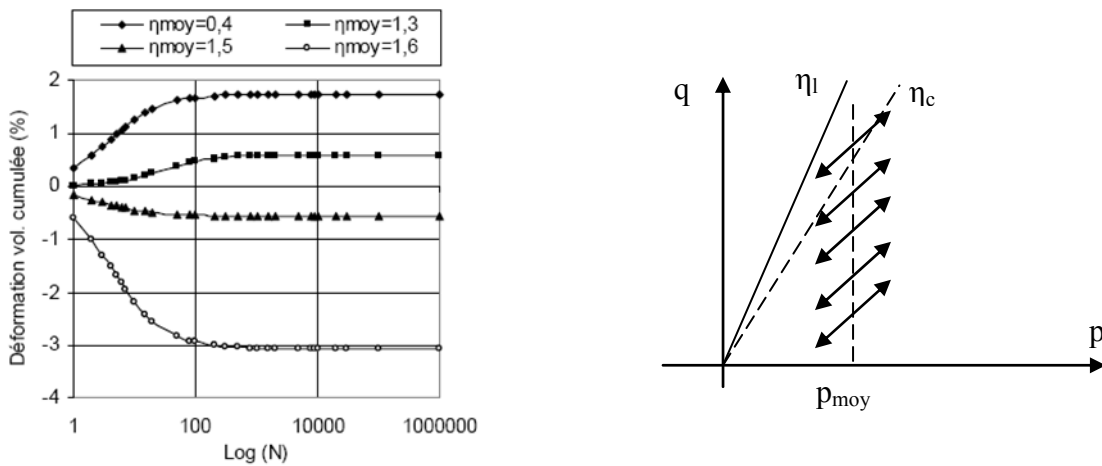 ηmoy=0,4 ηmoy=1,3
ηmoy=1,5 ηmoy=1,6
Déformation vol. cumulée (%)
2
1
0
-1
-2
-3
-4
1 100 10000 1000000
Log (N)
q
ηl
ηc
p
pmoy